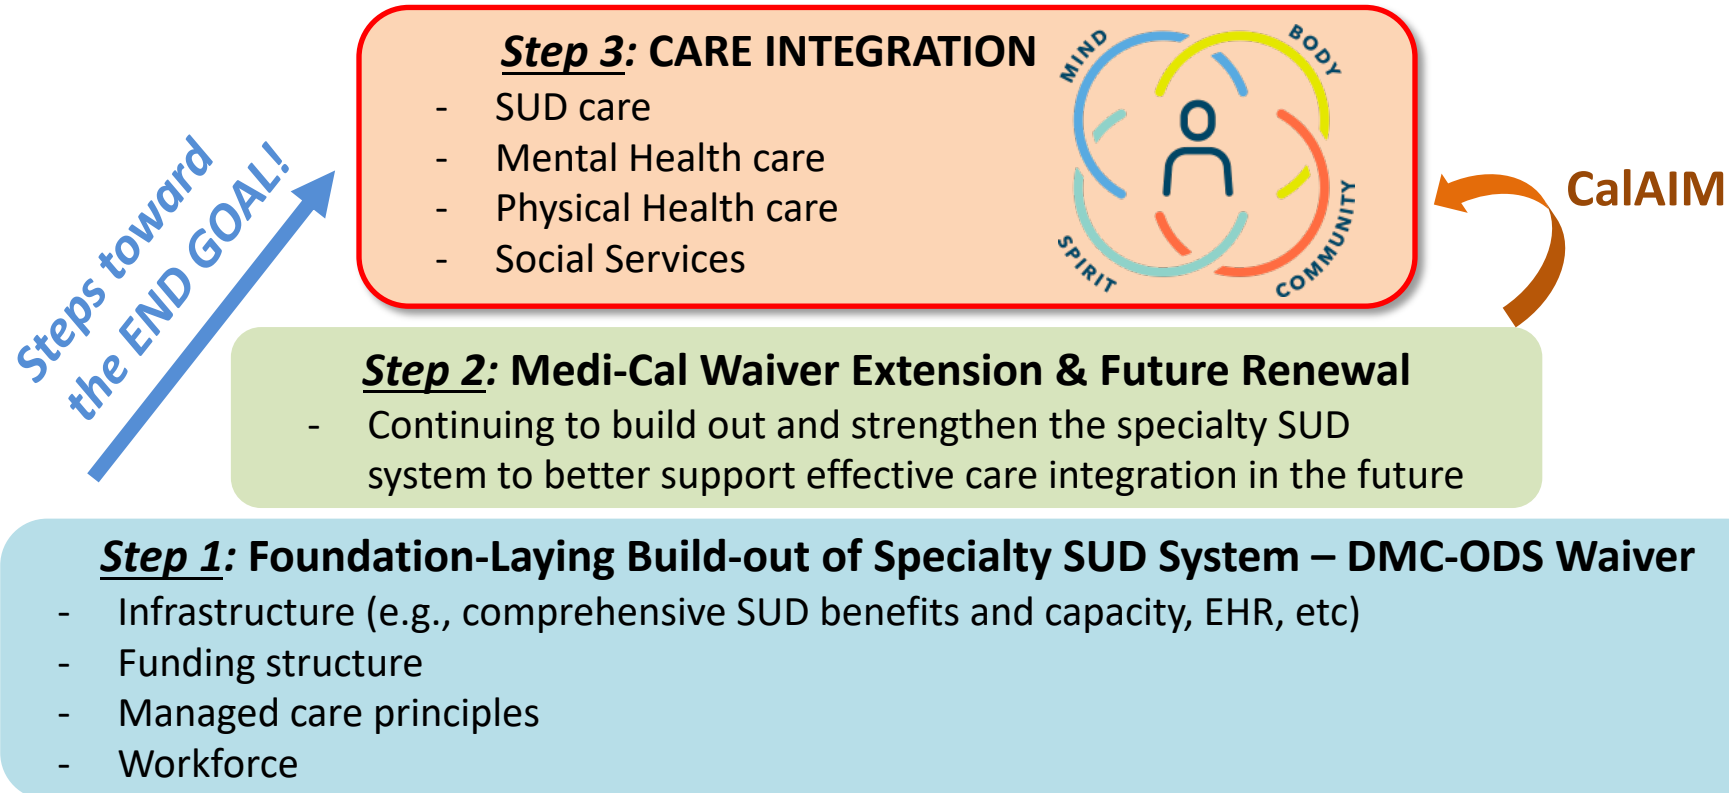 Step 3: CARE INTEGRATION
- SUD care
- Mental Health care
- Physical Health care
- Social Services
MIND
BODY
SPIRIT
COMMUNITY
CalAIM
Steps toward
the END GOAL!
Step 2: Medi-Cal Waiver Extension & Future Renewal
- Continuing to build out and strengthen the specialty SUD
system to better support effective care integration in the future
Step 1: Foundation-Laying Build-out of Specialty SUD System – DMC-ODS Waiver
- Infrastructure (e.g., comprehensive SUD benefits and capacity, EHR, etc)
- Funding structure
- Managed care principles
- Workforce